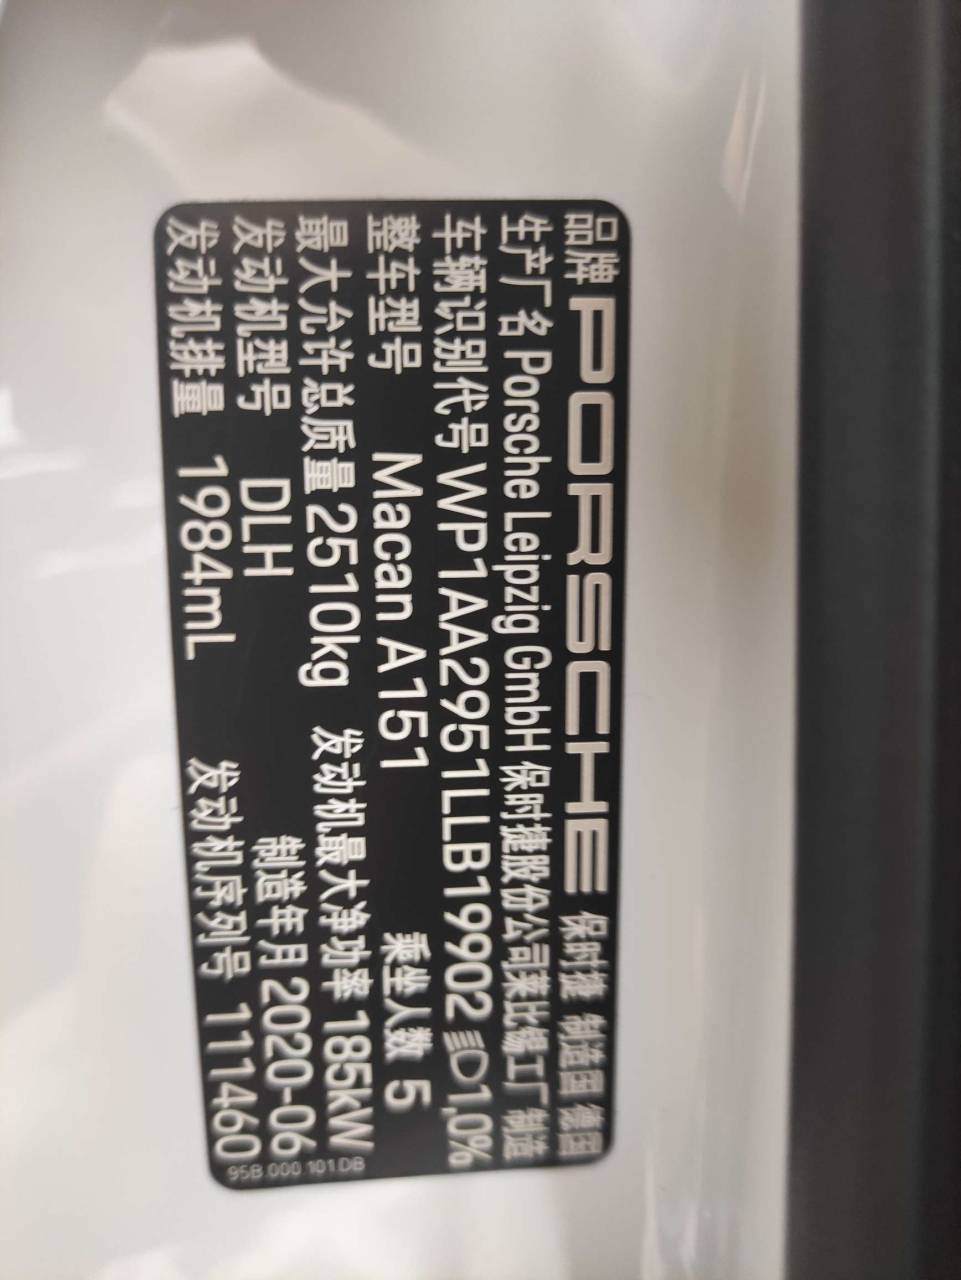 品牌 PORSCHE 保时捷 制造国 德国
生产厂名 Porsche Leipzig GmbH 保时捷股份公司莱比锡工厂制造
车辆识别代号 WP1AA2951LLB19902 1,0%
整车型号 Macan A151 乘坐人数 5
最大允许总质量 2510kg 发动机最大净功率 185kW
发动机型号 DLH 制造年月 2020-06
发动机排量 1984mL 发动机序列号 111460
95B.000.101.DB